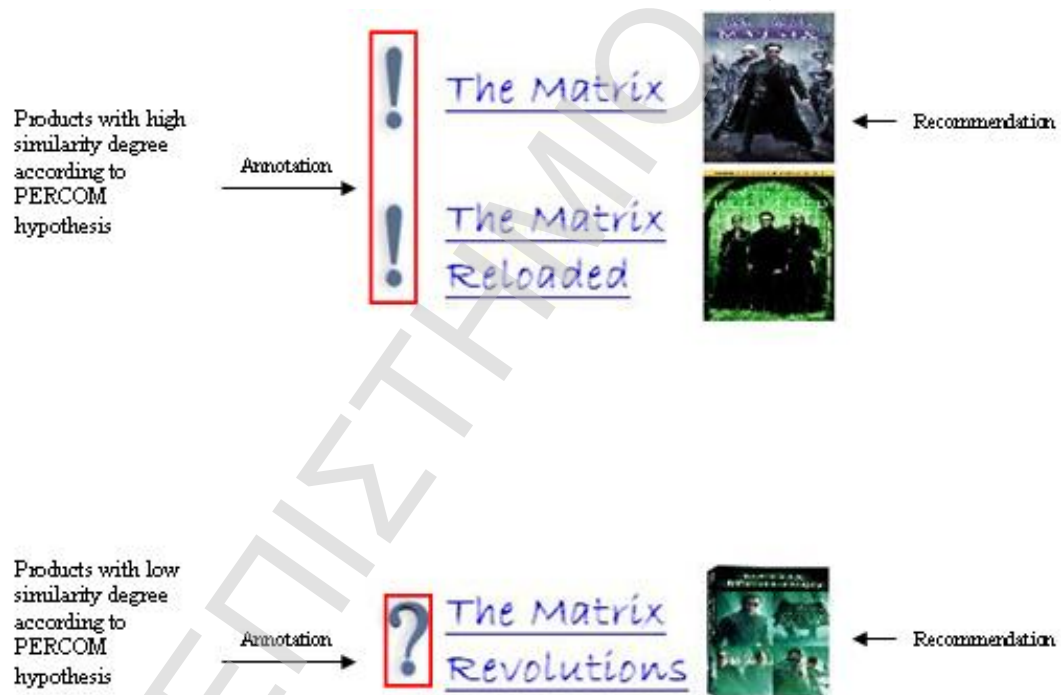 Products with high
similarity degree
according to
PERCOM
hypothesis
Annotation
!
The Matrix
!
The Matrix
Reloaded
Recommendation
Products with low
similarity degree
according to
PERCOM
hypothesis
Annotation
?
The Matrix
Revolutions
Recommendation
ΕΠΙΣΤΗΜΙΟ